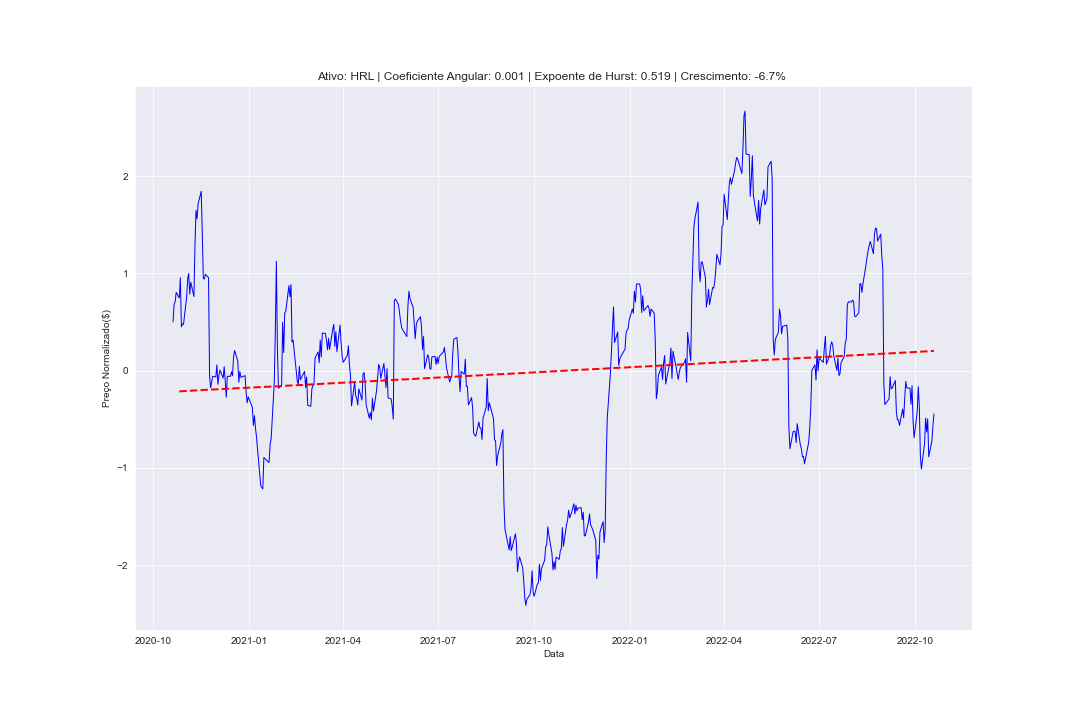 Ativo: HRL | Coeficiente Angular: 0.001 | Expoente de Hurst: 0.519 | Crescimento: -6.7%
Preço Normalizado($)
2
1
0
−1
−2
2020-10 2021-01 2021-04 2021-07 2021-10 2022-01 2022-04 2022-07 2022-10
Data